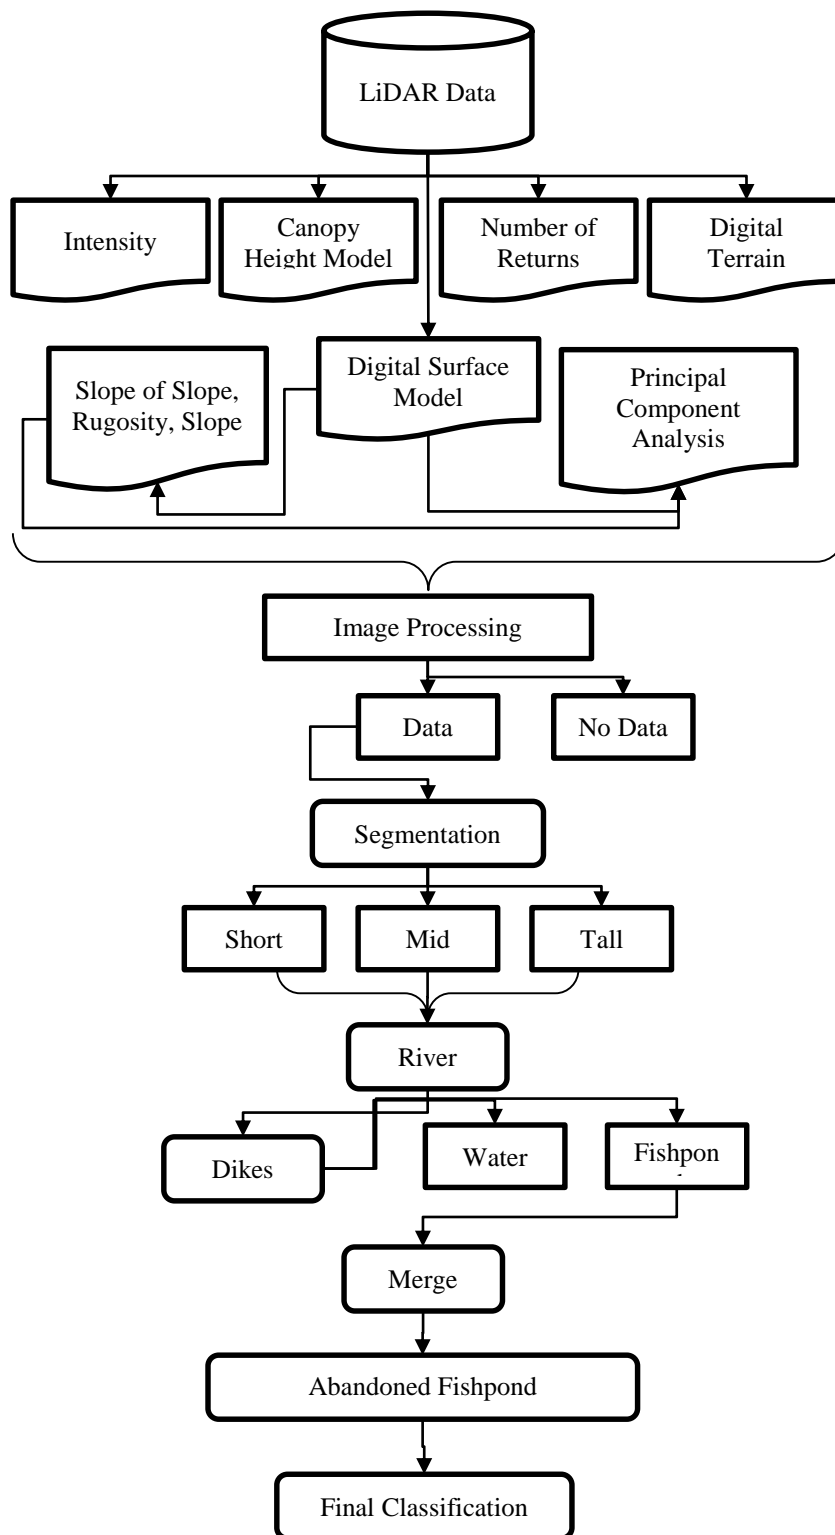 LiDAR Data
Intensity
Canopy
Height Model
Number of
Returns
Digital
Terrain
Slope of Slope,
Rugosity, Slope
Digital Surface
Model
Principal
Component
Analysis
Image Processing
Data
No Data
Segmentation
Short
Mid
Tall
River
Dikes
Water
Fishpon
Merge
Abandoned Fishpond
Final Classification